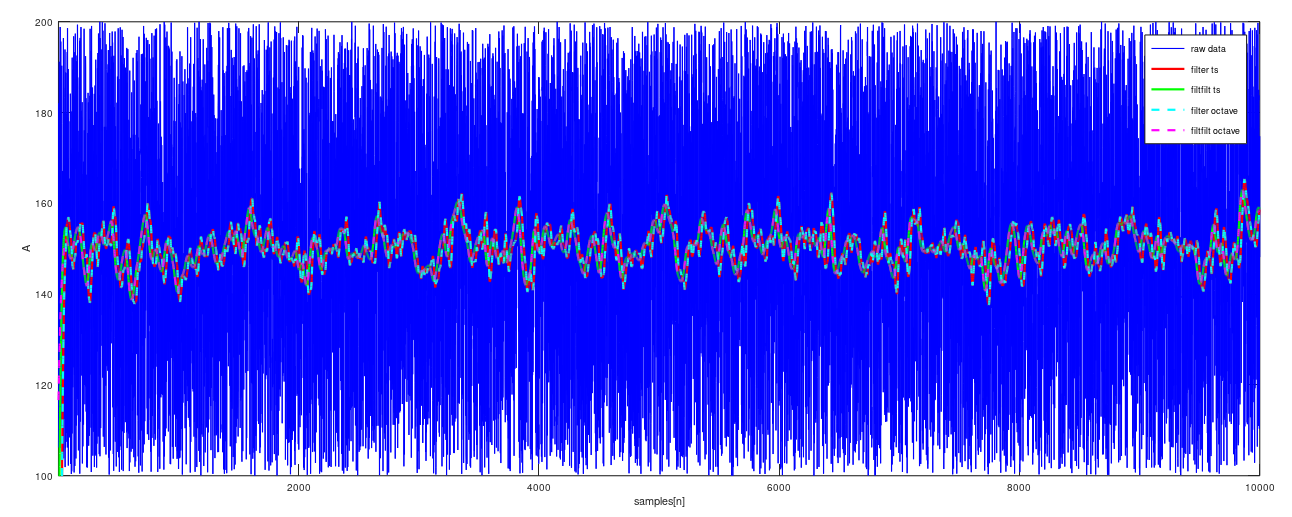 200
180
160
140
120
100
A
2000
4000
6000
8000
10000
samples[n]
raw data
filter ts
filtfilt ts
filter octave
filtfilt octave